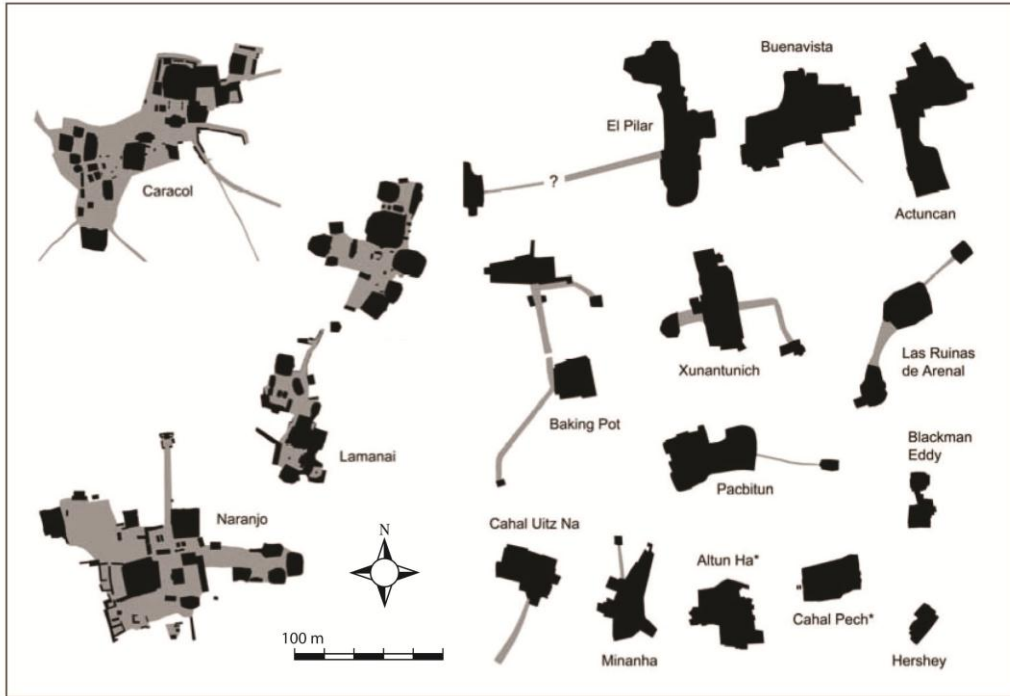 Buenavista
El Pilar
?
Caracol
Actuncan
Xunantunich
Las Ruinas
de Arenal
Baking Pot
Lamanai
Blackman
Eddy
Pacbitun
Naranjo
Cahal Uitz Na
N
Altun Ha*
Cahal Pech*
100 m
Minanha
Hershey